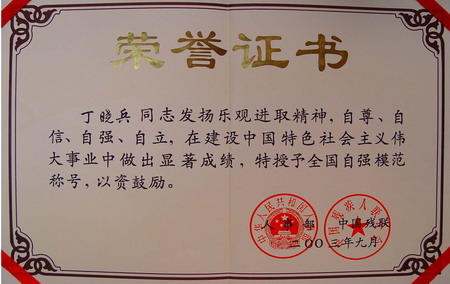 荣誉证书
丁晓兵同志发扬乐观进取精神，自尊、自
信、自强、自立，在建设中国特色社会主义伟
大事业中做出显著成绩，特授予全国自强模范
称号，以资鼓励。
人事部 中国残联
二〇〇三年九月